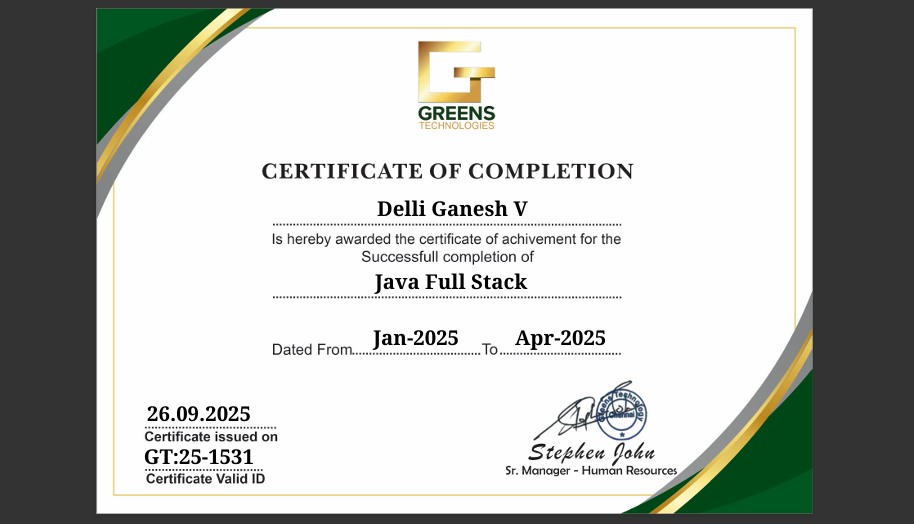 GREENS
TECHNOLOGIES
CERTIFICATE OF COMPLETION
Delli Ganesh V
Is hereby awarded the certificate of achivement for the
Successfull completion of
Java Full Stack
Dated From Jan-2025 To Apr-2025
26.09.2025
Certificate issued on
GT:25-1531
Certificate Valid ID
Greens Technology
Chennai
Stephen John
Sr. Manager - Human Resources